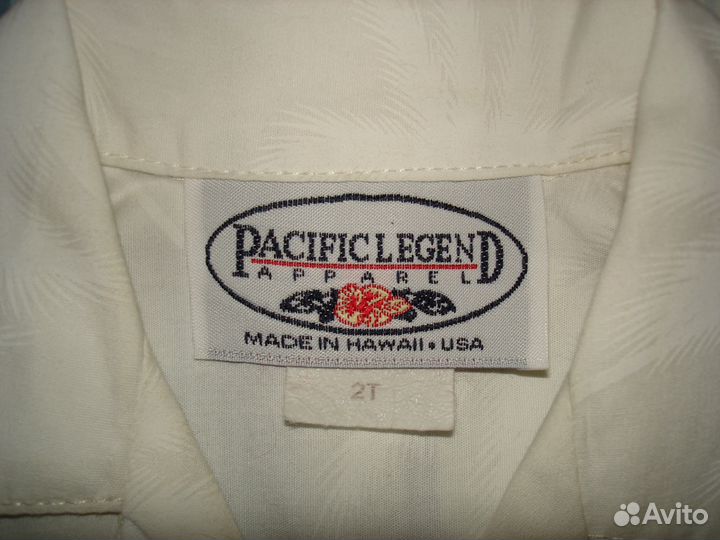 PACIFIC LEGEND
APPAREL
MADE IN HAWAII • USA
2T
Avito